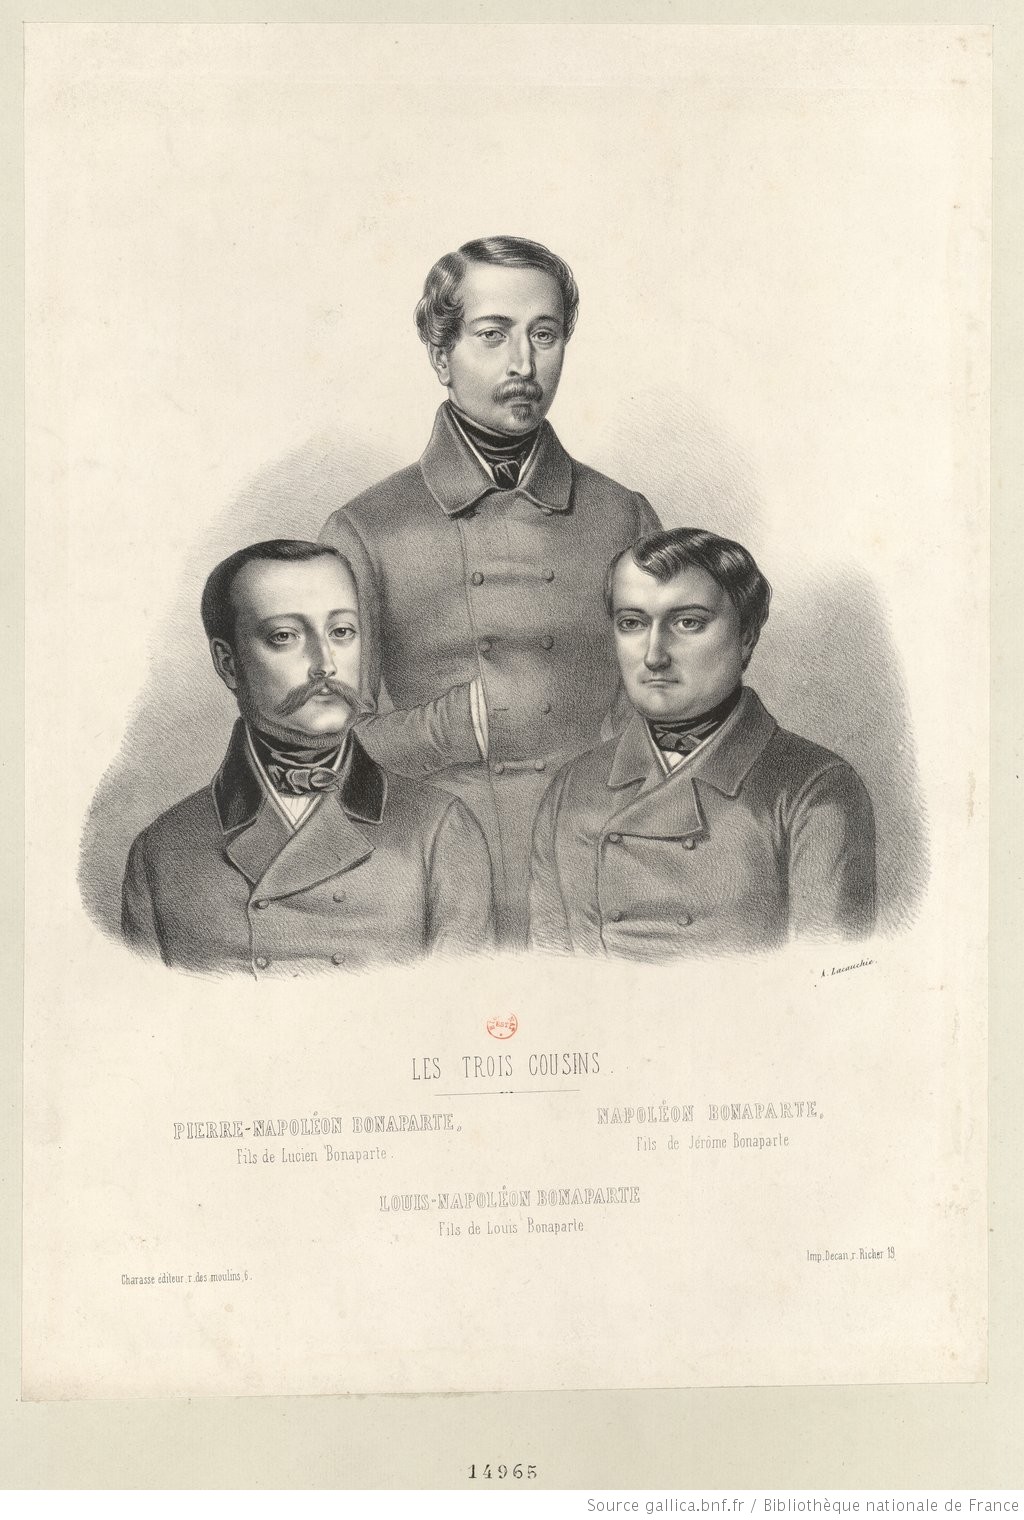 A. Lacauchie.
LES TROIS COUSINS.
PIERRE-NAPOLÉON BONAPARTE,
Fils de Lucien Bonaparte.
NAPOLÉON BONAPARTE,
Fils de Jérôme Bonaparte
LOUIS-NAPOLÉON BONAPARTE
Fils de Louis Bonaparte
Charasse éditeur, r. des moulins, 6.
Imp. Decan, r. Richer 19
14965
Source gallica.bnf.fr / Bibliothèque nationale de France